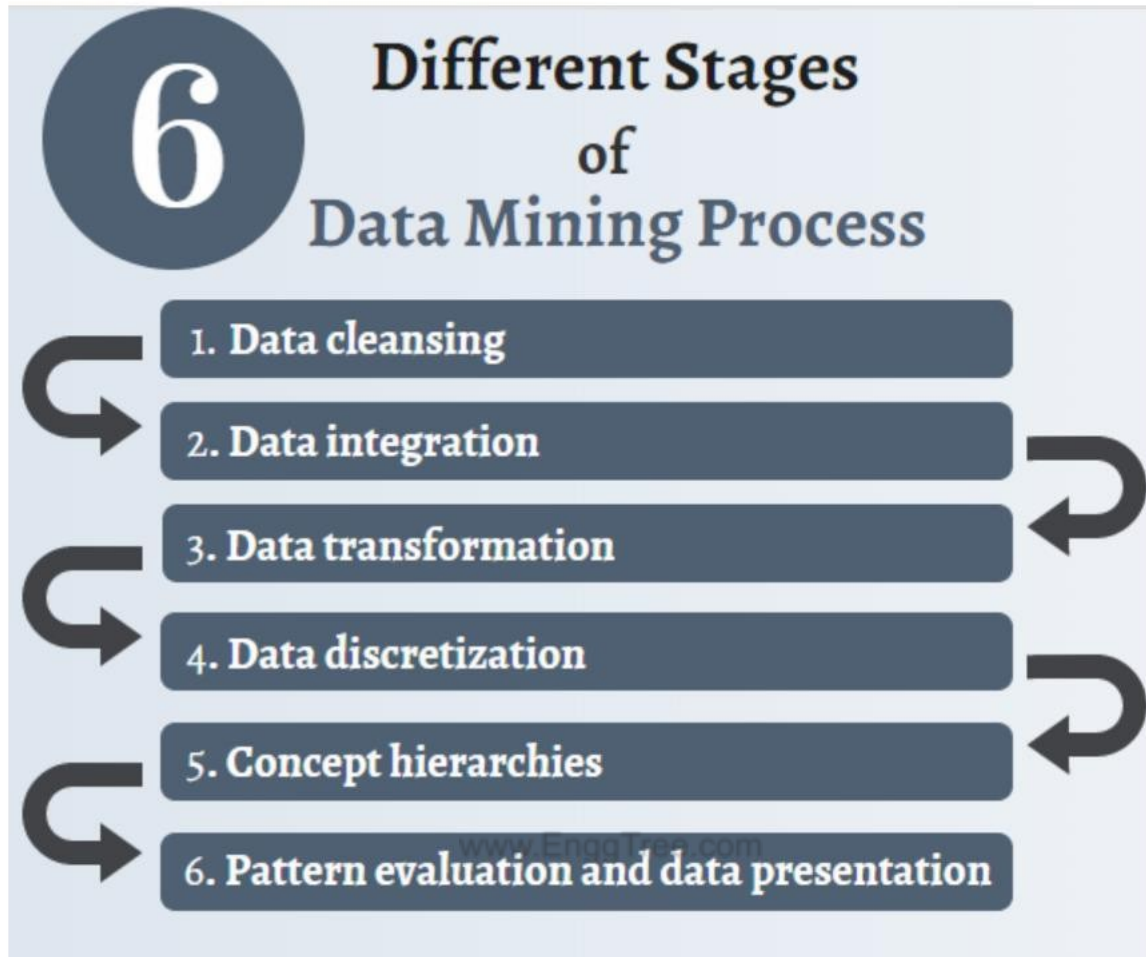 6
Different Stages
of
Data Mining Process
1. Data cleansing
2. Data integration
3. Data transformation
4. Data discretization
5. Concept hierarchies
www.EnggTree.com
6. Pattern evaluation and data presentation